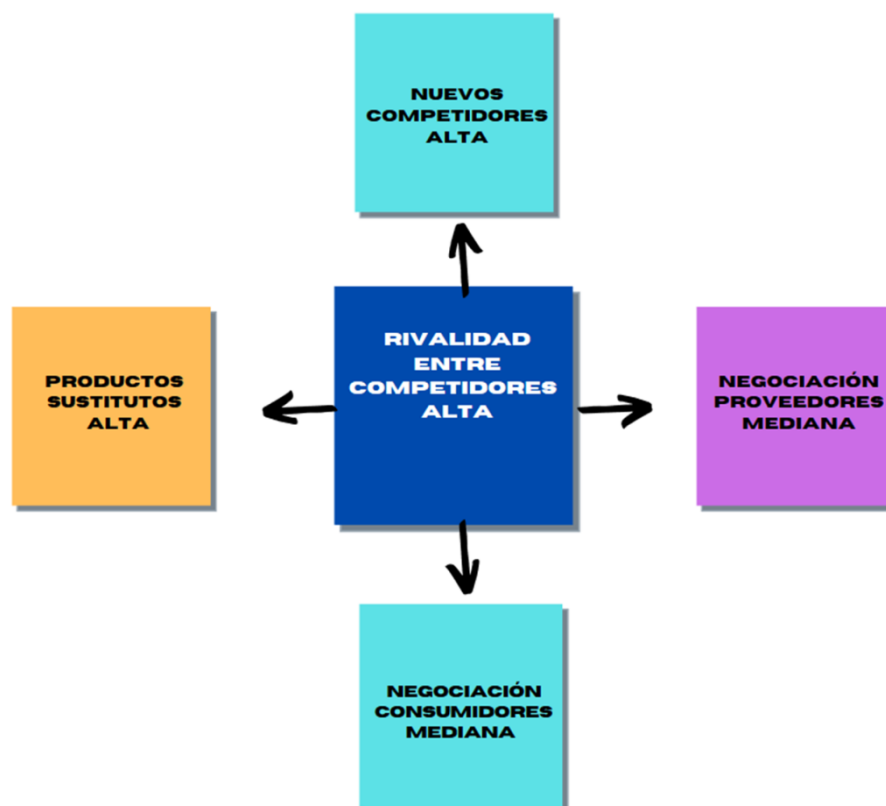 NUEVOS
COMPETIDORES
ALTA
RIVALIDAD
ENTRE
COMPETIDORES
ALTA
PRODUCTOS
SUSTITUTOS
ALTA
NEGOCIACIÓN
PROVEEDORES
MEDIANA
NEGOCIACIÓN
CONSUMIDORES
MEDIANA